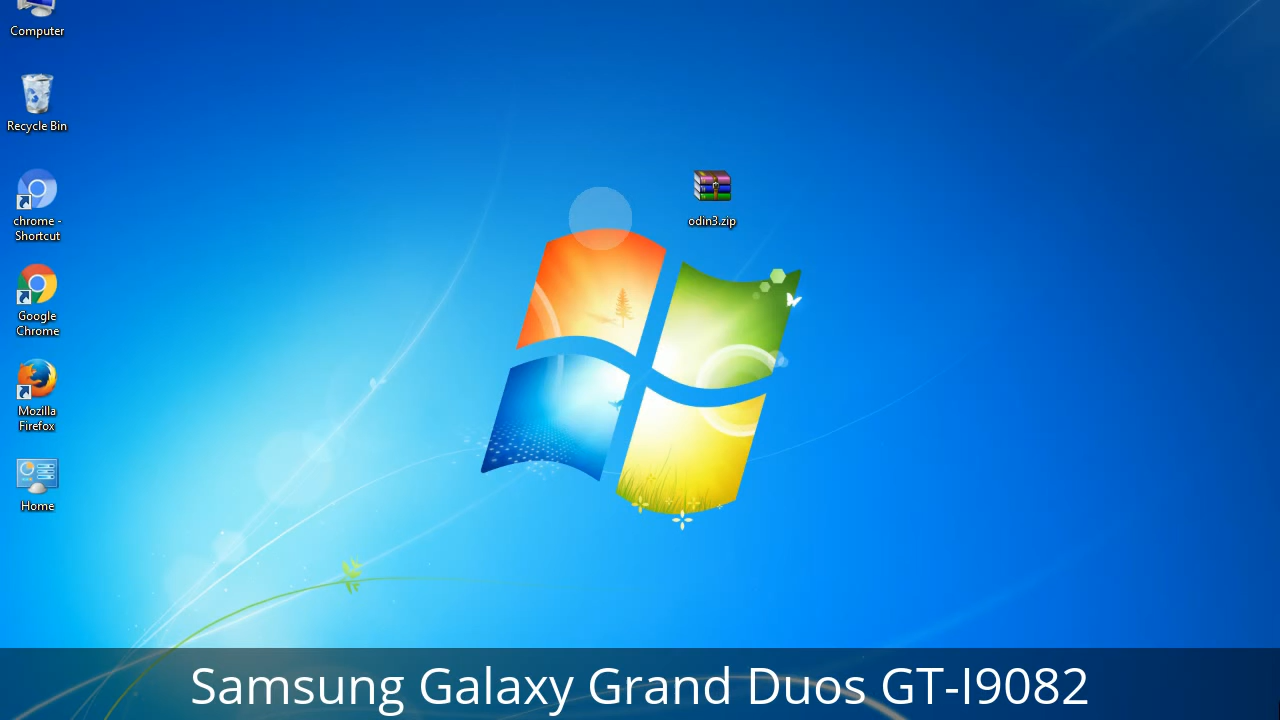 Computer
Recycle Bin
chrome -
Shortcut
Google
Chrome
Mozilla
Firefox
Home
odin3.zip
Samsung Galaxy Grand Duos GT-I9082